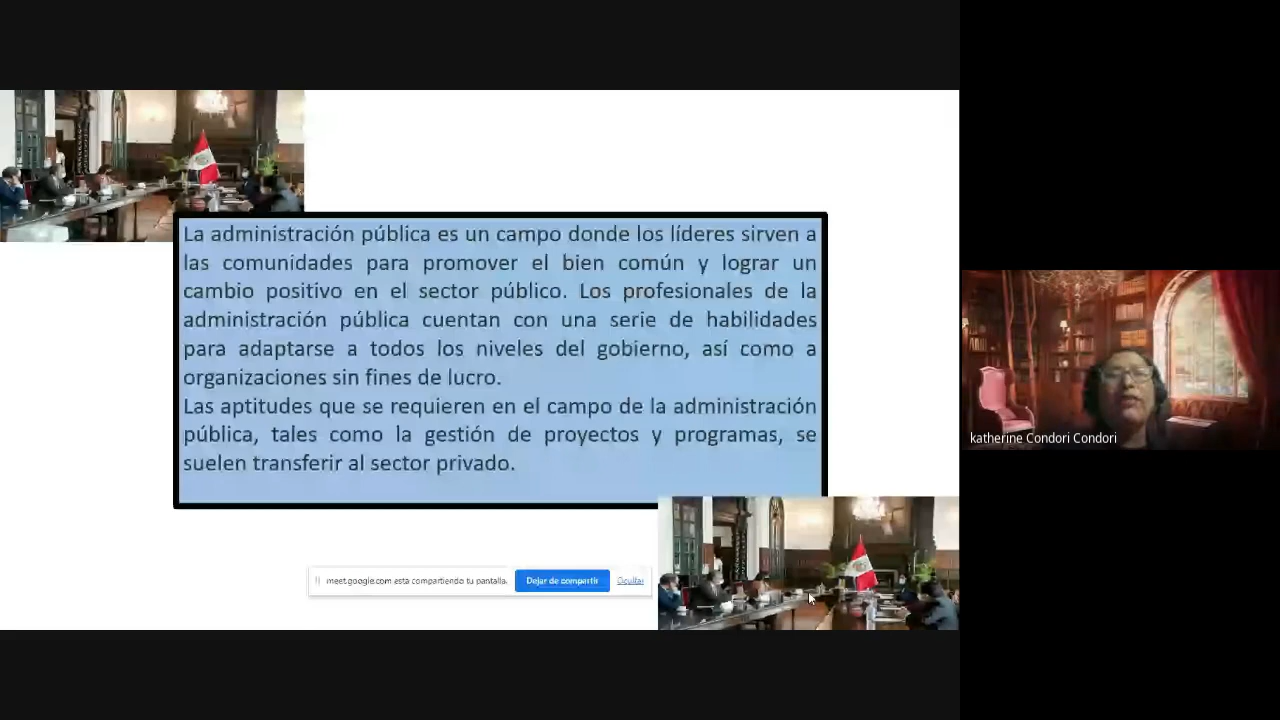 La administración pública es un campo donde los líderes sirven a
las comunidades para promover el bien común y lograr un
cambio positivo en el sector público. Los profesionales de la
administración pública cuentan con una serie de habilidades
para adaptarse a todos los niveles del gobierno, así como a
organizaciones sin fines de lucro.
Las aptitudes que se requieren en el campo de la administración
pública, tales como la gestión de proyectos y programas, se
suelen transferir al sector privado.
meet.google.com está compartiendo tu pantalla.
Dejar de compartir
Ocultar
katherine Condori Condori